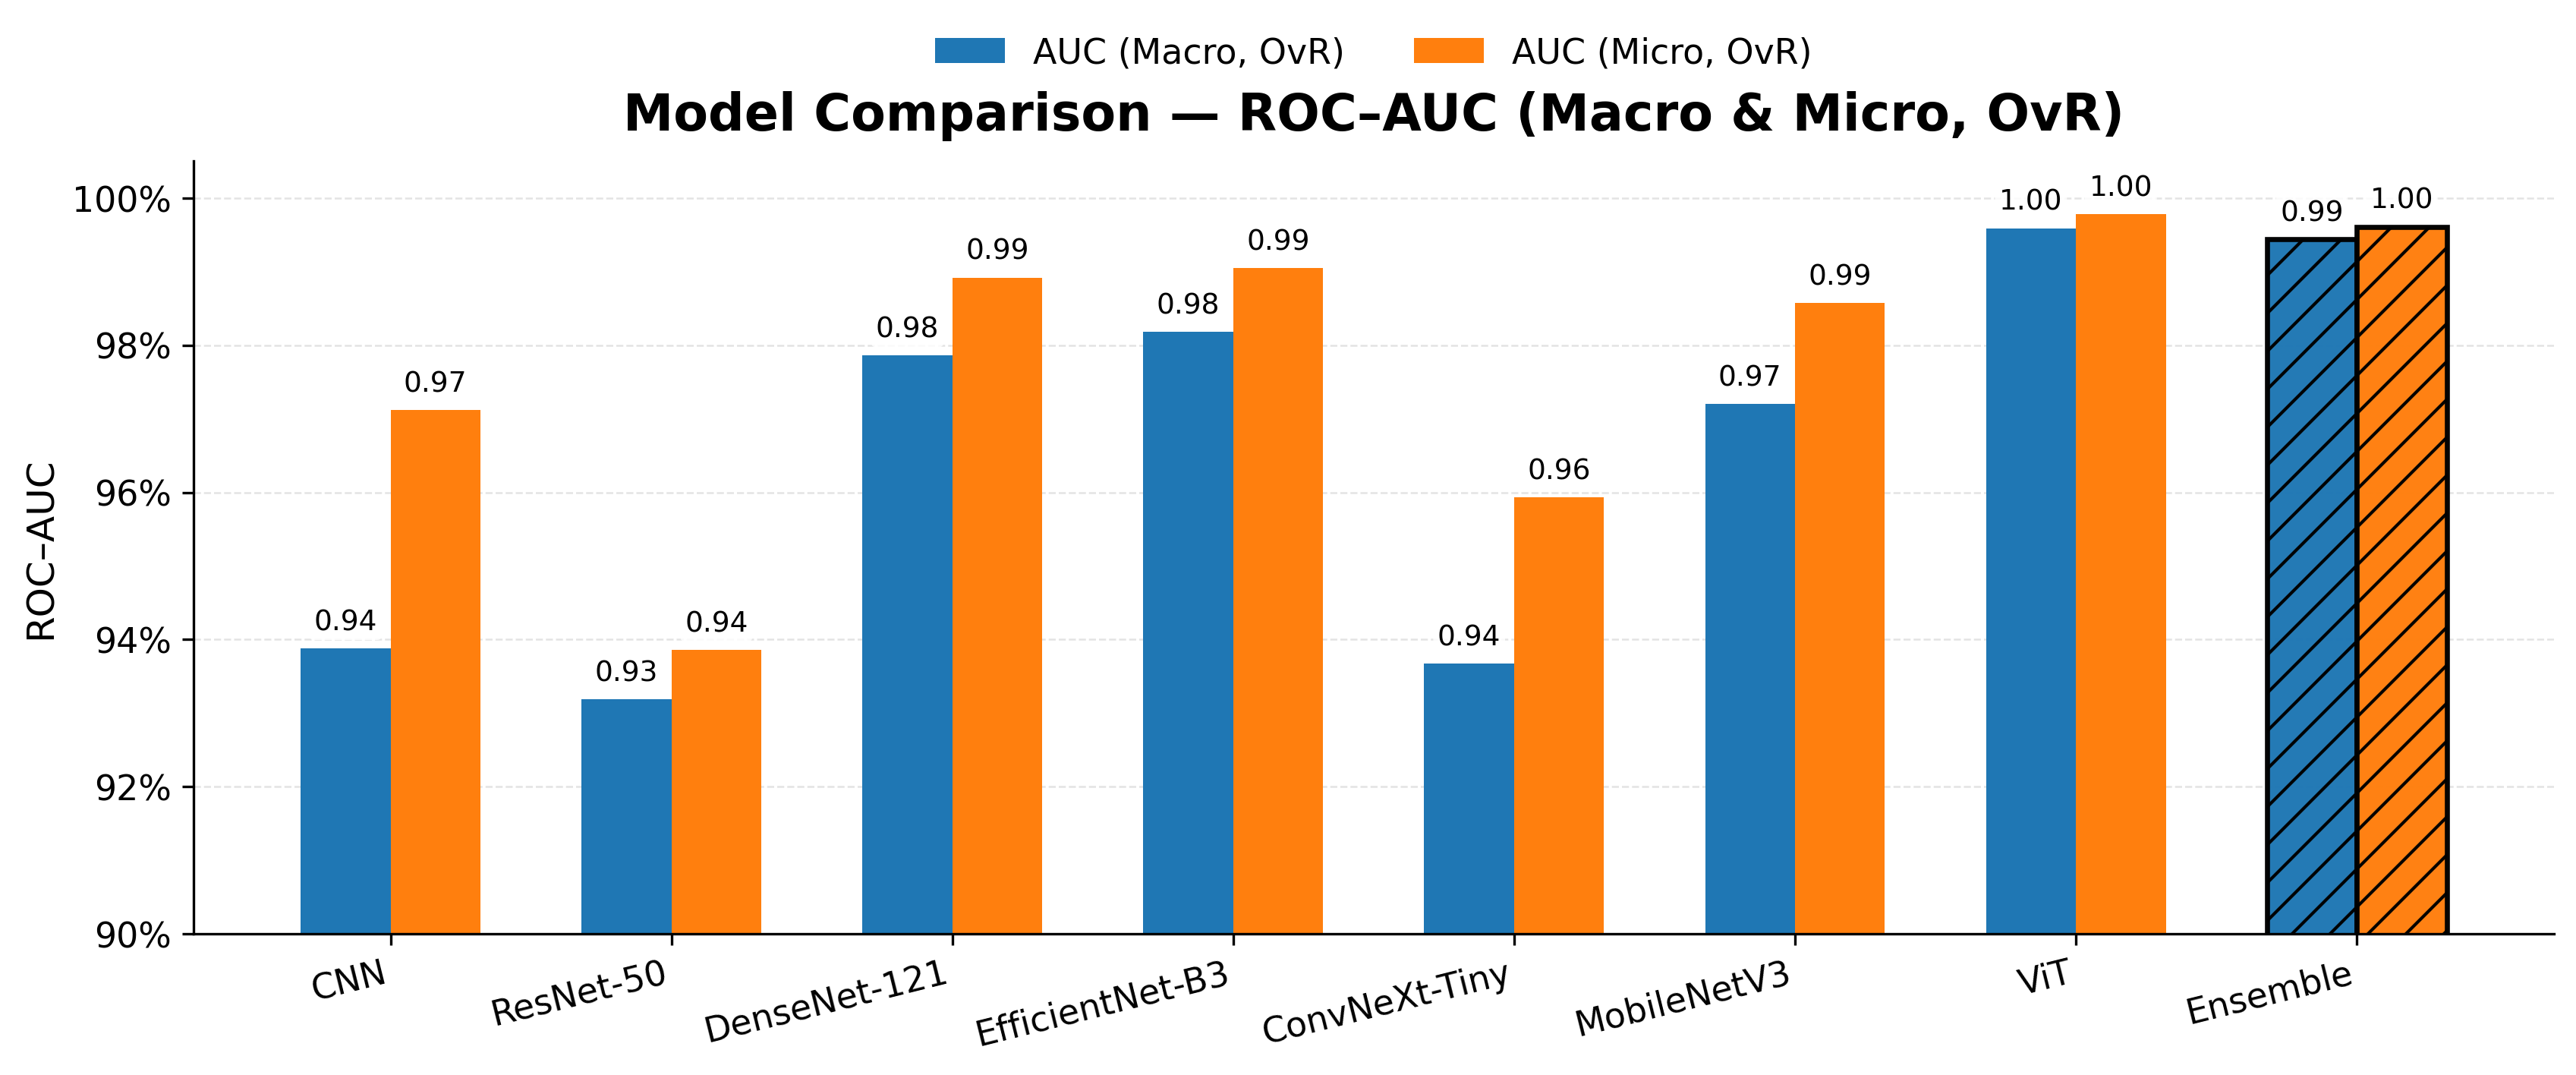 AUC (Macro, OvR) AUC (Micro, OvR)
Model Comparison — ROC–AUC (Macro & Micro, OvR)
ROC–AUC
100%
98%
96%
94%
92%
90%
0.94 0.97
0.93 0.94
0.98 0.99
0.98 0.99
0.94 0.96
0.97 0.99
1.00 1.00
0.99 1.00
CNN
ResNet-50
DenseNet-121
EfficientNet-B3
ConvNeXt-Tiny
MobileNetV3
ViT
Ensemble